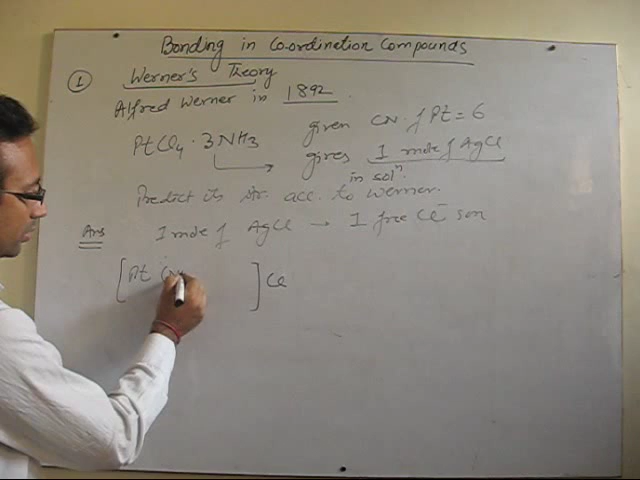 Bonding in Co-ordination Compounds
1 Werner's Theory
Alfred Werner in 1892
PtCl4 . 3NH3 given CN of Pt = 6
gives 1 mole of AgCl
in solⁿ.
Predict its str. acc. to Werner.
Ans 1 mole of AgCl → 1 free Cl⁻ ion
[Pt (N ] Cl